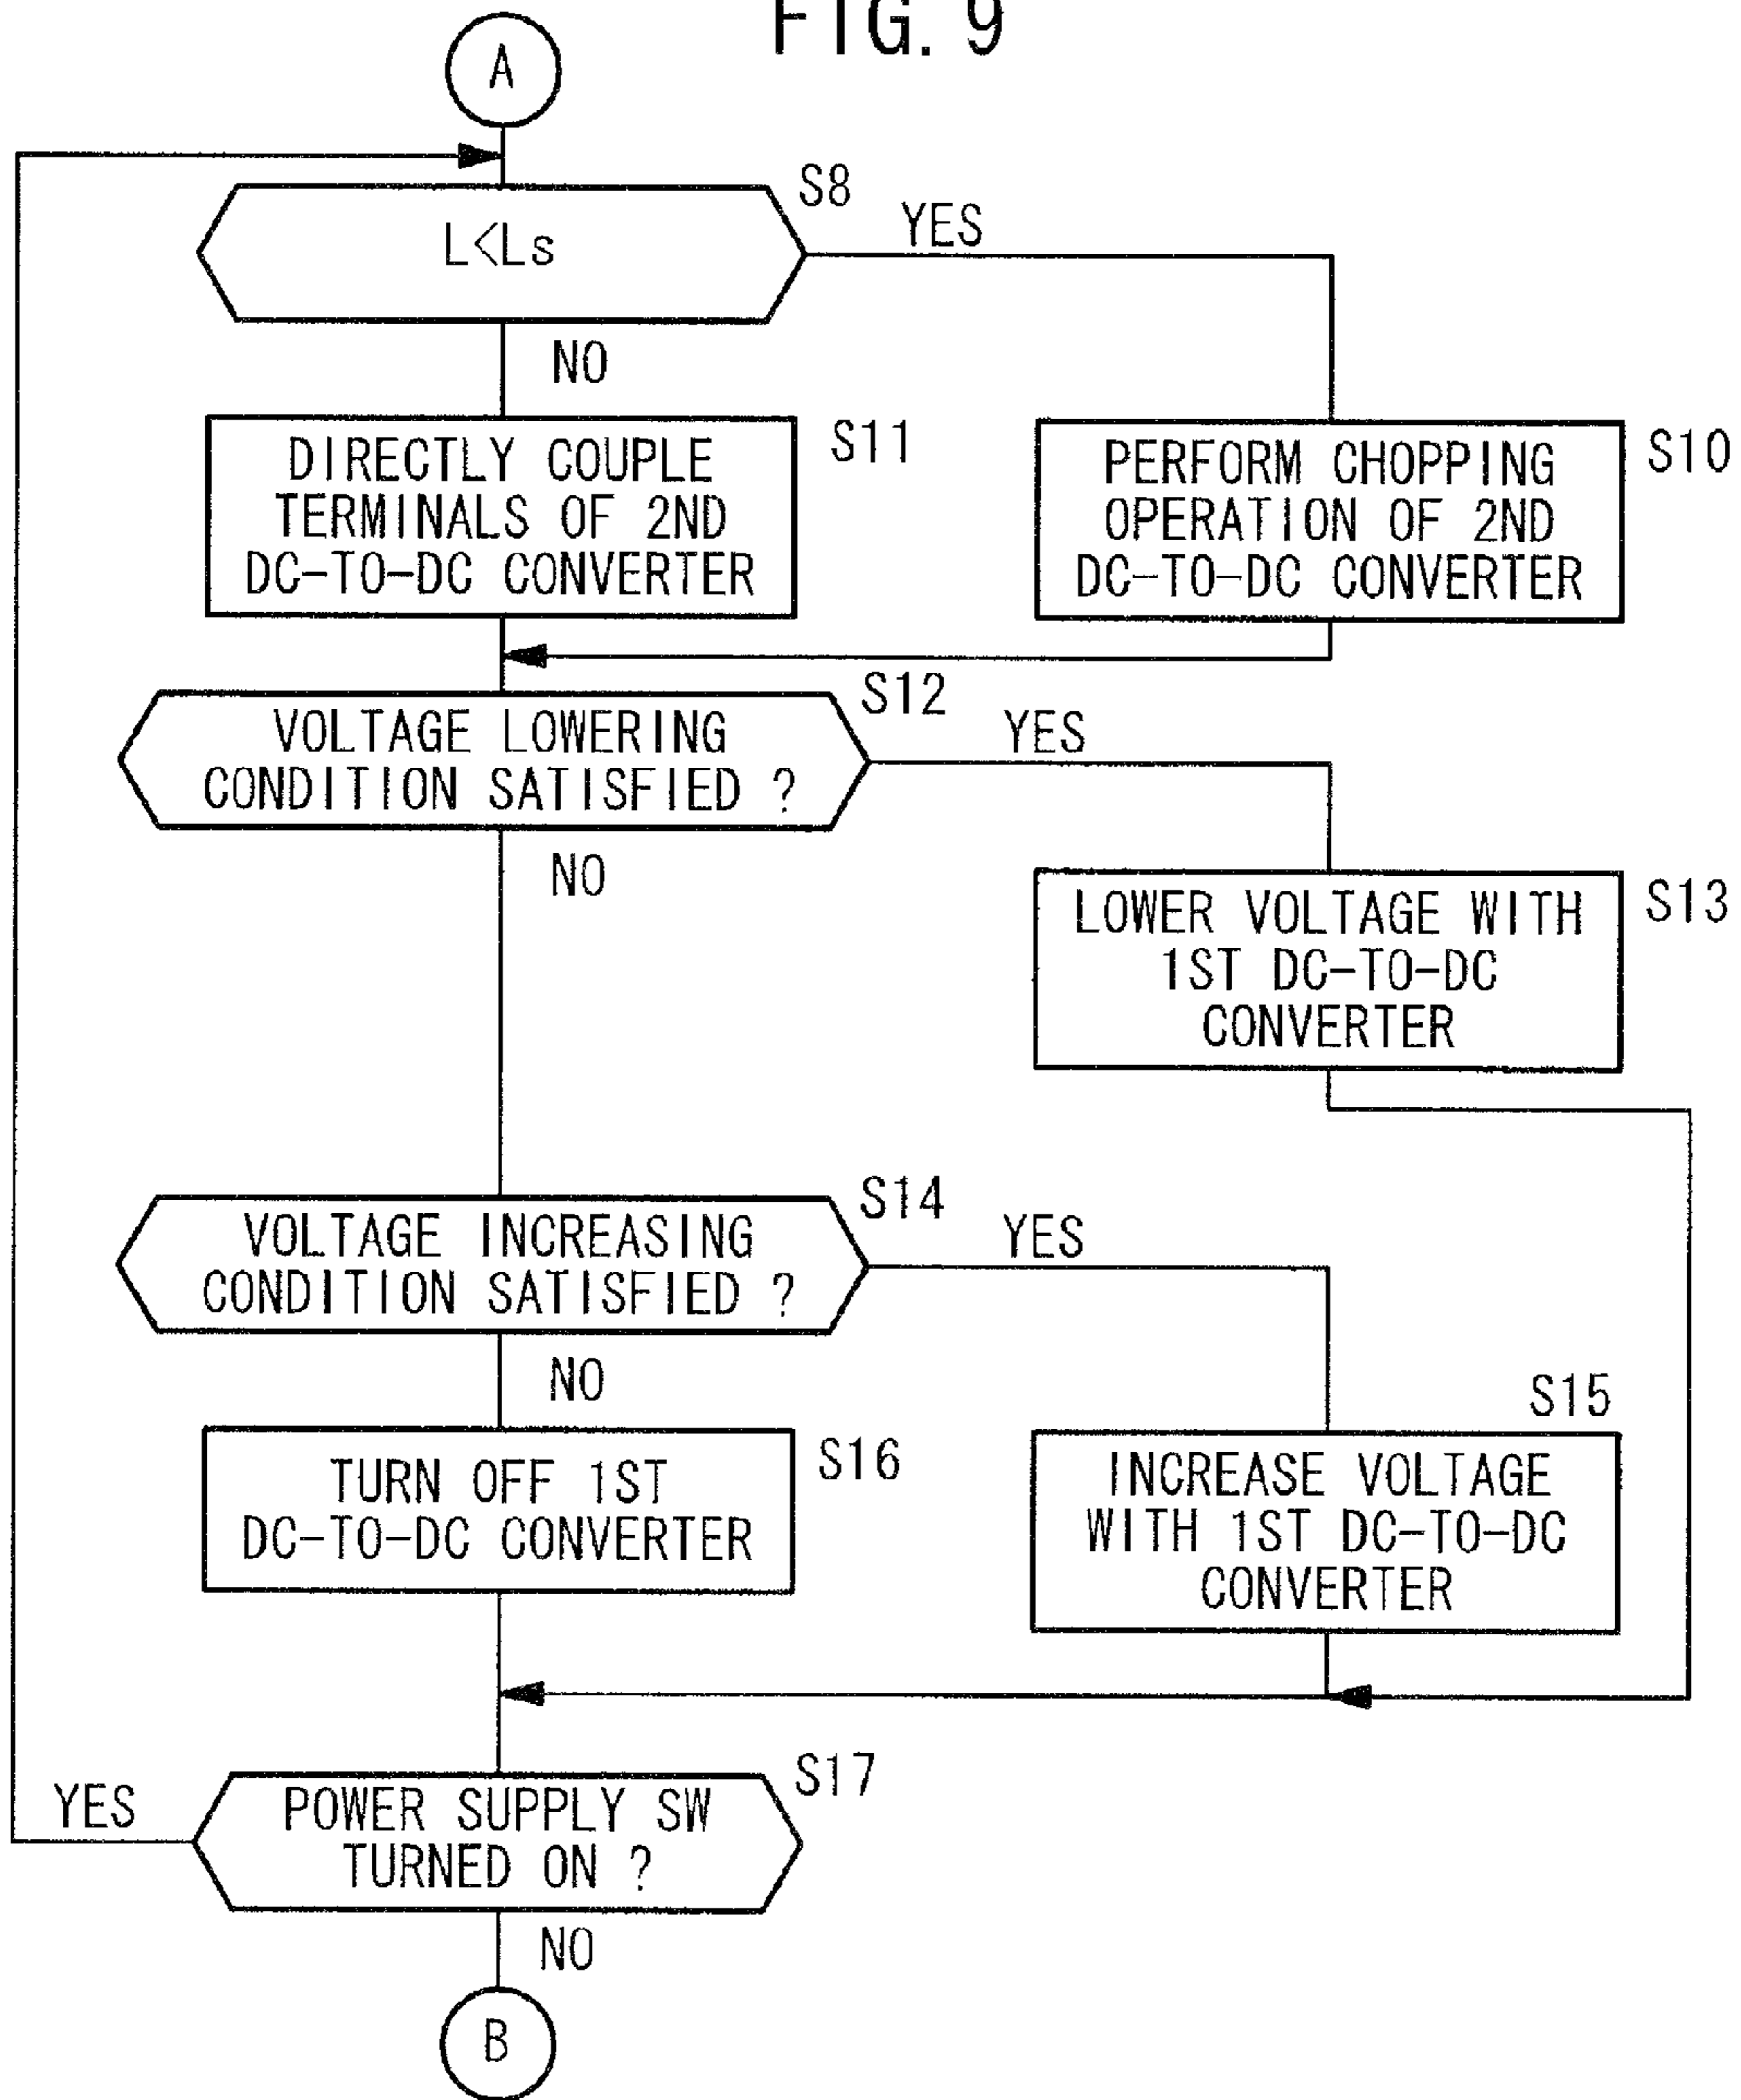 FIG. 9
A
S8
L<Ls
YES
NO
DIRECTLY COUPLE
TERMINALS OF 2ND
DC-TO-DC CONVERTER
S11
PERFORM CHOPPING
OPERATION OF 2ND
DC-TO-DC CONVERTER
S10
S12
VOLTAGE LOWERING
CONDITION SATISFIED ?
YES
NO
LOWER VOLTAGE WITH
1ST DC-TO-DC
CONVERTER
S13
S14
VOLTAGE INCREASING
CONDITION SATISFIED ?
YES
NO
S15
TURN OFF 1ST
DC-TO-DC CONVERTER
S16
INCREASE VOLTAGE
WITH 1ST DC-TO-DC
CONVERTER
S17
YES
POWER SUPPLY SW
TURNED ON ?
NO
B